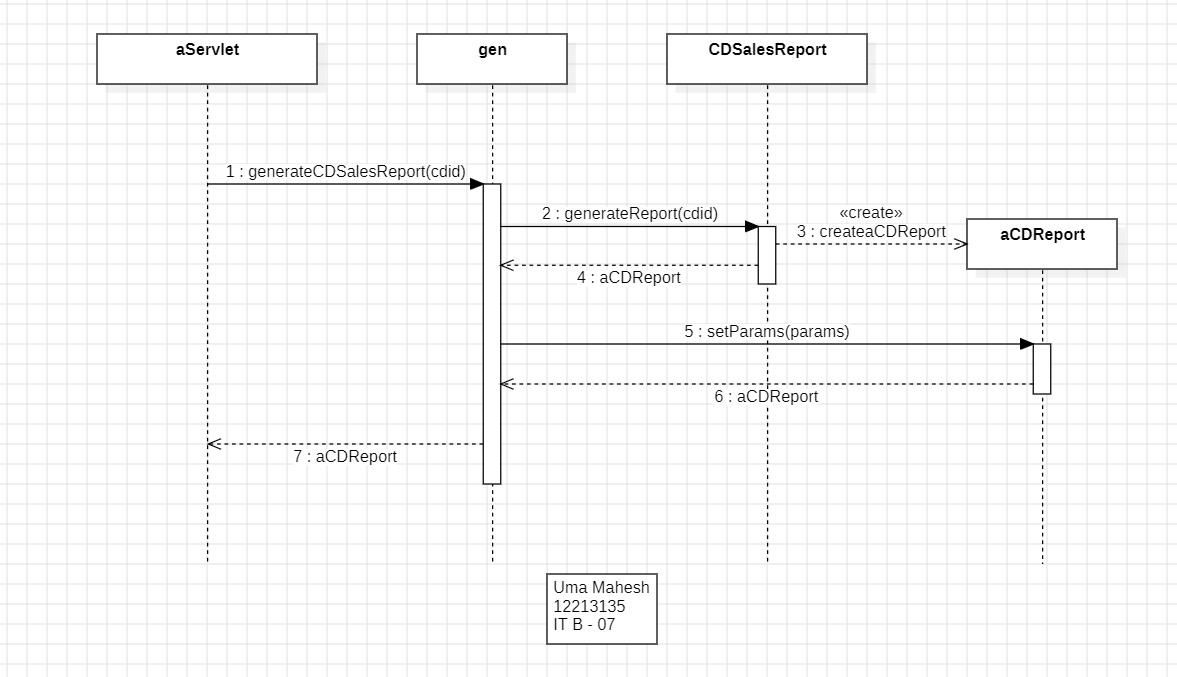 aServlet
gen
CDSalesReport
1 : generateCDSalesReport(cdid)
2 : generateReport(cdid)
«create»
3 : createaCDReport
aCDReport
4 : aCDReport
5 : setParams(params)
6 : aCDReport
7 : aCDReport
Uma Mahesh
12213135
IT B - 07